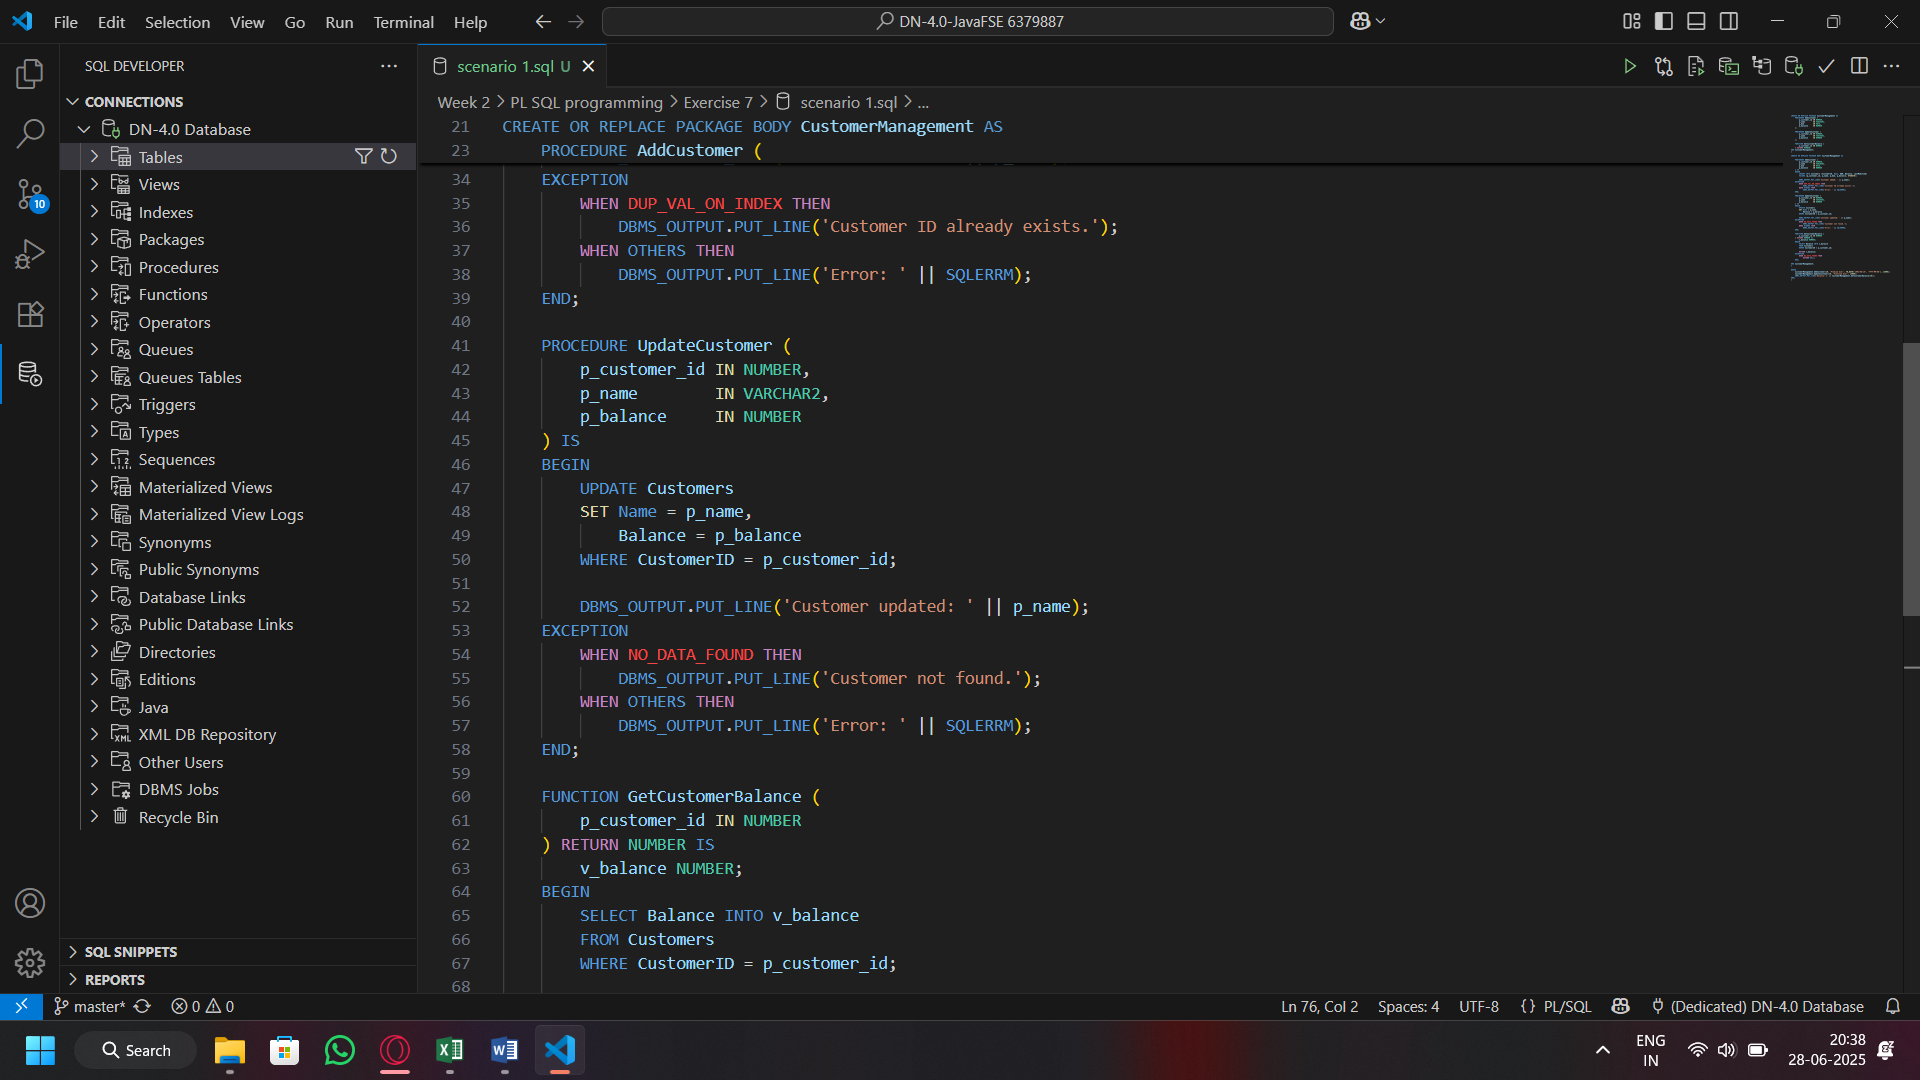 File Edit Selection View Go Run Terminal Help
DN-4.0-JavaFSE 6379887
SQL DEVELOPER
CONNECTIONS
DN-4.0 Database
Tables
Views
Indexes
Packages
Procedures
Functions
Operators
Queues
Queues Tables
Triggers
Types
Sequences
Materialized Views
Materialized View Logs
Synonyms
Public Synonyms
Database Links
Public Database Links
Directories
Editions
Java
XML DB Repository
Other Users
DBMS Jobs
Recycle Bin
SQL SNIPPETS
REPORTS
10
scenario 1.sql U
Week 2 > PL SQL programming > Exercise 7 > scenario 1.sql > ...
21 CREATE OR REPLACE PACKAGE BODY CustomerManagement AS
23 PROCEDURE AddCustomer (
34 EXCEPTION
35 WHEN DUP_VAL_ON_INDEX THEN
36 DBMS_OUTPUT.PUT_LINE('Customer ID already exists.');
37 WHEN OTHERS THEN
38 DBMS_OUTPUT.PUT_LINE('Error: ' || SQLERRM);
39 END;
40
41 PROCEDURE UpdateCustomer (
42 p_customer_id IN NUMBER,
43 p_name IN VARCHAR2,
44 p_balance IN NUMBER
45 ) IS
46 BEGIN
47 UPDATE Customers
48 SET Name = p_name,
49 Balance = p_balance
50 WHERE CustomerID = p_customer_id;
51
52 DBMS_OUTPUT.PUT_LINE('Customer updated: ' || p_name);
53 EXCEPTION
54 WHEN NO_DATA_FOUND THEN
55 DBMS_OUTPUT.PUT_LINE('Customer not found.');
56 WHEN OTHERS THEN
57 DBMS_OUTPUT.PUT_LINE('Error: ' || SQLERRM);
58 END;
59
60 FUNCTION GetCustomerBalance (
61 p_customer_id IN NUMBER
62 ) RETURN NUMBER IS
63 v_balance NUMBER;
64 BEGIN
65 SELECT Balance INTO v_balance
66 FROM Customers
67 WHERE CustomerID = p_customer_id;
68
master* 0 0
Ln 76, Col 2 Spaces: 4 UTF-8 {} PL/SQL (Dedicated) DN-4.0 Database
Search
ENG
IN
20:38
28-06-2025